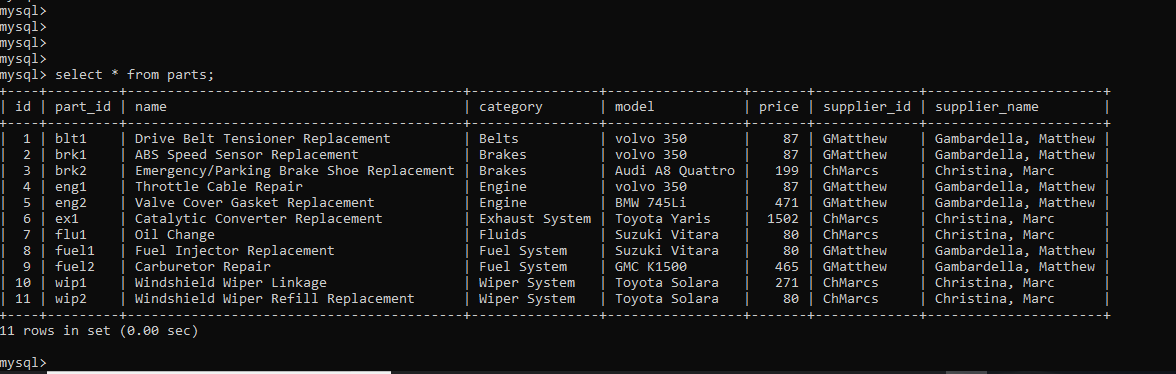 mysql>
mysql>
mysql>
mysql>
mysql> select * from parts;
+----+---------+------------------------------------------+----------------+----------------+-------+-------------+----------------------+
| id | part_id | name                                     | category       | model          | price | supplier_id | supplier_name        |
+----+---------+------------------------------------------+----------------+----------------+-------+-------------+----------------------+
|  1 | blt1    | Drive Belt Tensioner Replacement         | Belts          | volvo 350      |    87 | GMatthew    | Gambardella, Matthew |
|  2 | brk1    | ABS Speed Sensor Replacement             | Brakes         | volvo 350      |    87 | GMatthew    | Gambardella, Matthew |
|  3 | brk2    | Emergency/Parking Brake Shoe Replacement | Brakes         | Audi A8 Quattro |   199 | ChMarcs     | Christina, Marc      |
|  4 | eng1    | Throttle Cable Repair                    | Engine         | volvo 350      |    87 | GMatthew    | Gambardella, Matthew |
|  5 | eng2    | Valve Cover Gasket Replacement           | Engine         | BMW 745Li      |   471 | GMatthew    | Gambardella, Matthew |
|  6 | ex1     | Catalytic Converter Replacement          | Exhaust System | Toyota Yaris   |  1502 | ChMarcs     | Christina, Marc      |
|  7 | flu1    | Oil Change                               | Fluids         | Suzuki Vitara  |    80 | ChMarcs     | Christina, Marc      |
|  8 | fuel1   | Fuel Injector Replacement                | Fuel System    | Suzuki Vitara  |    80 | GMatthew    | Gambardella, Matthew |
|  9 | fuel2   | Carburetor Repair                        | Fuel System    | GMC K1500      |   465 | GMatthew    | Gambardella, Matthew |
| 10 | wip1    | Windshield Wiper Linkage                 | Wiper System   | Toyota Solara  |   271 | ChMarcs     | Christina, Marc      |
| 11 | wip2    | Windshield Wiper Refill Replacement      | Wiper System   | Toyota Solara  |    80 | ChMarcs     | Christina, Marc      |
+----+---------+------------------------------------------+----------------+----------------+-------+-------------+----------------------+
11 rows in set (0.00 sec)
mysql>